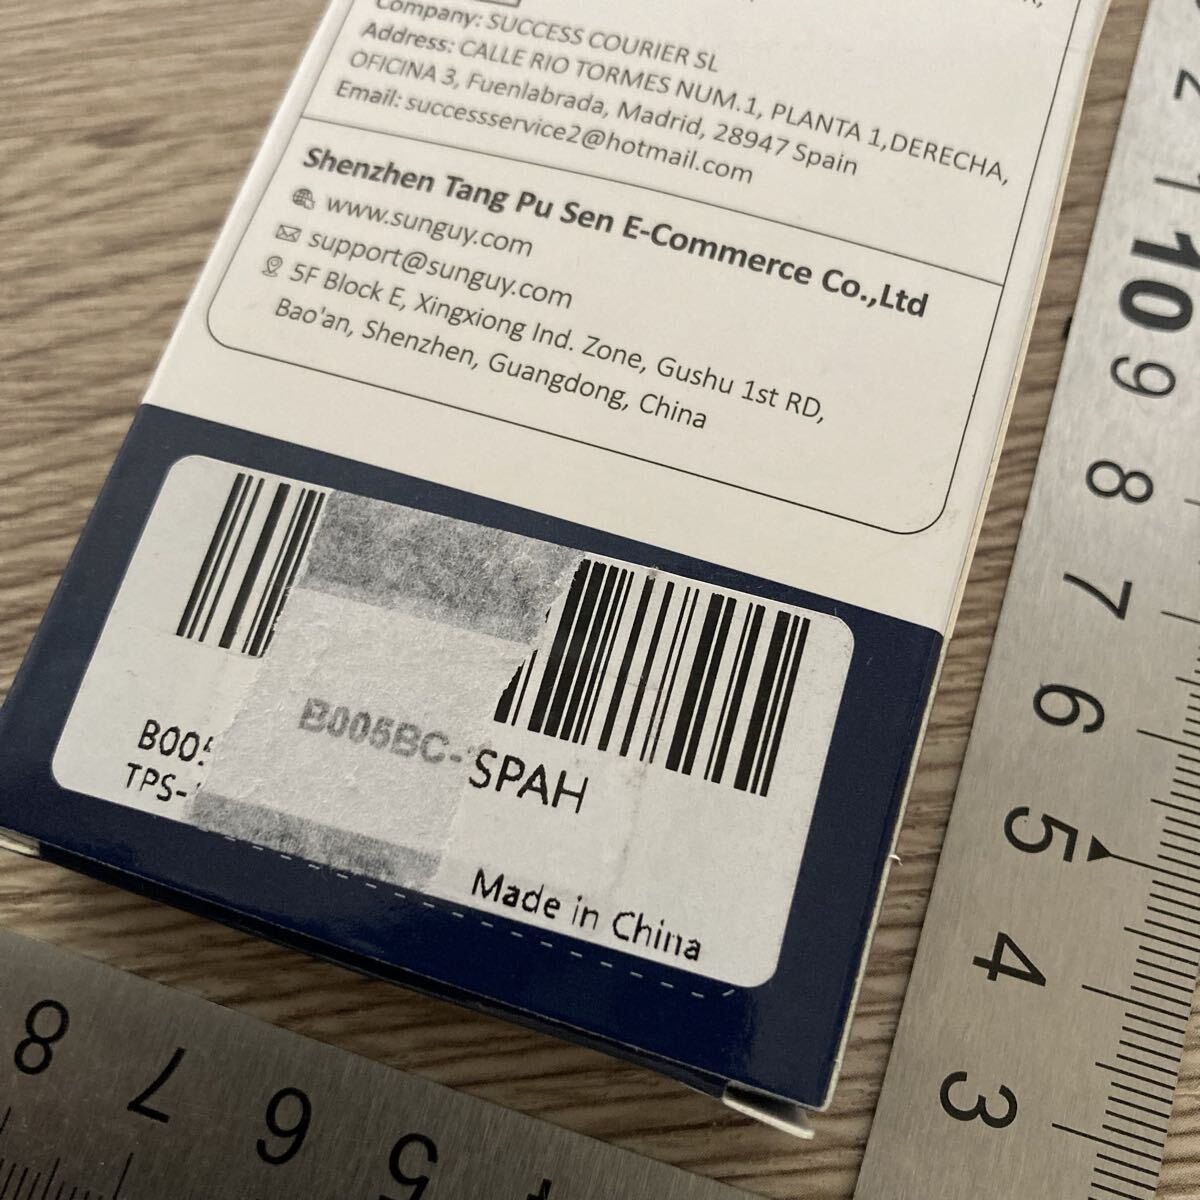 Company: SUCCESS COURIER SL
Address: CALLE RIO TORMES NUM.1, PLANTA 1,DERECHA,
OFICINA 3, Fuenlabrada, Madrid, 28947 Spain
Email: successservice2@hotmail.com
Shenzhen Tang Pu Sen E-Commerce Co.,Ltd
www.sunguy.com
support@sunguy.com
5F Block E, Xingxiong Ind. Zone, Gushu 1st RD,
Bao'an, Shenzhen, Guangdong, China
B005BC-
SPAH
TPS-
Made in China
2
1
10
9
8
7
6
5
4
3
8
7
6
5